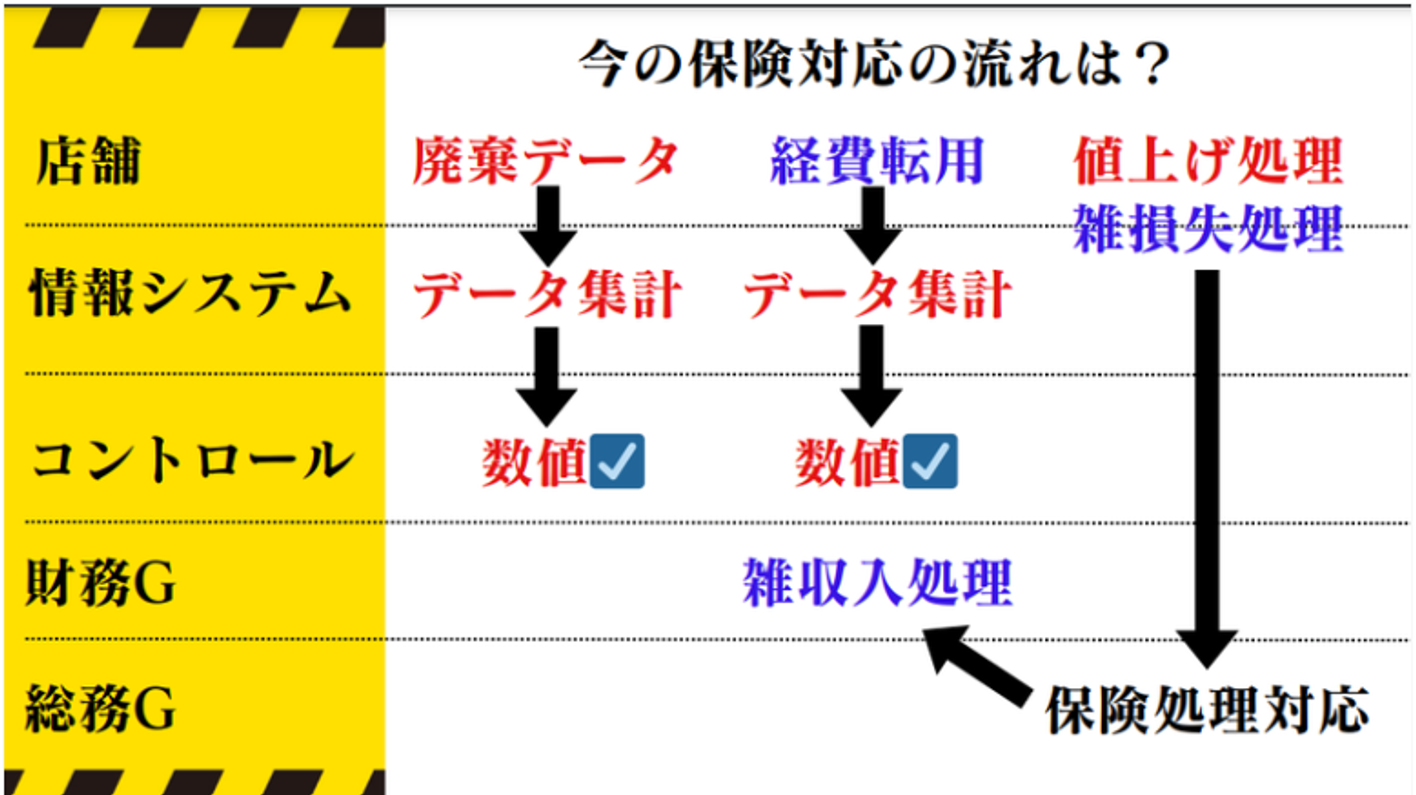 今の保険対応の流れは？
店舗 廃棄データ 経費転用 値上げ処理
雑損失処理
情報システム データ集計 データ集計
コントロール 数値☑ 数値☑
財務G 雑収入処理
総務G 保険処理対応